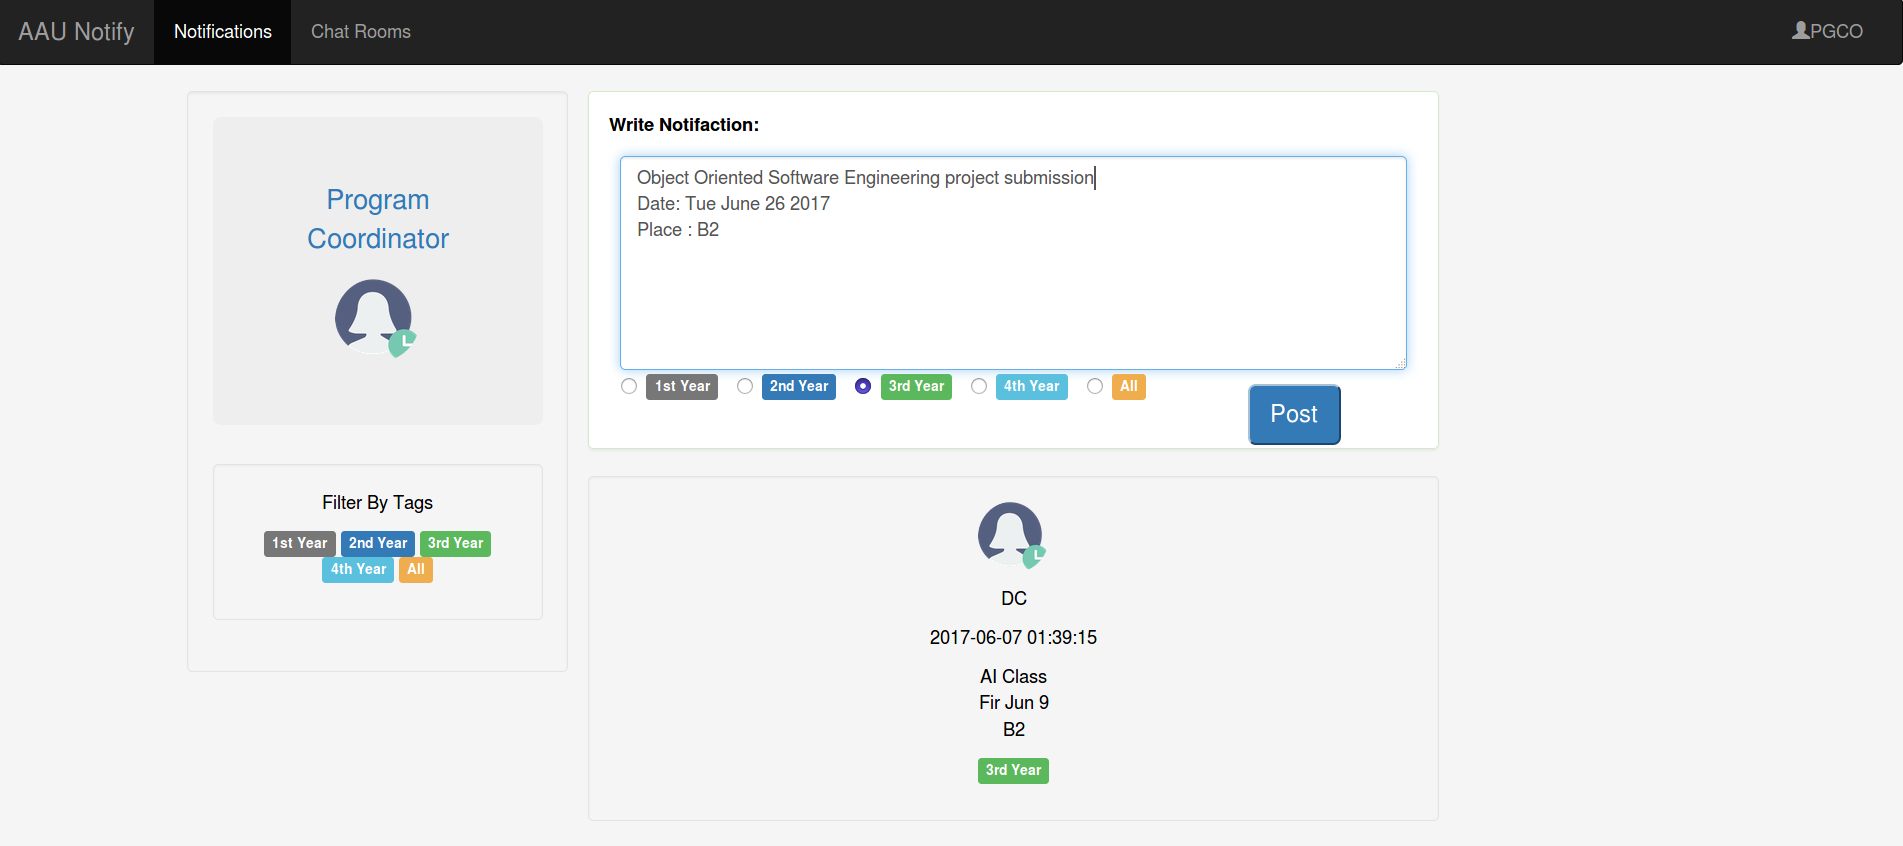 AAU Notify
Notifications
Chat Rooms
PGCO
Program
Coordinator
Filter By Tags
1st Year 2nd Year 3rd Year
4th Year All
Write Notifaction:
Object Oriented Software Engineering project submission
Date: Tue June 26 2017
Place : B2
1st Year 2nd Year 3rd Year 4th Year All
Post
DC
2017-06-07 01:39:15
AI Class
Fir Jun 9
B2
3rd Year